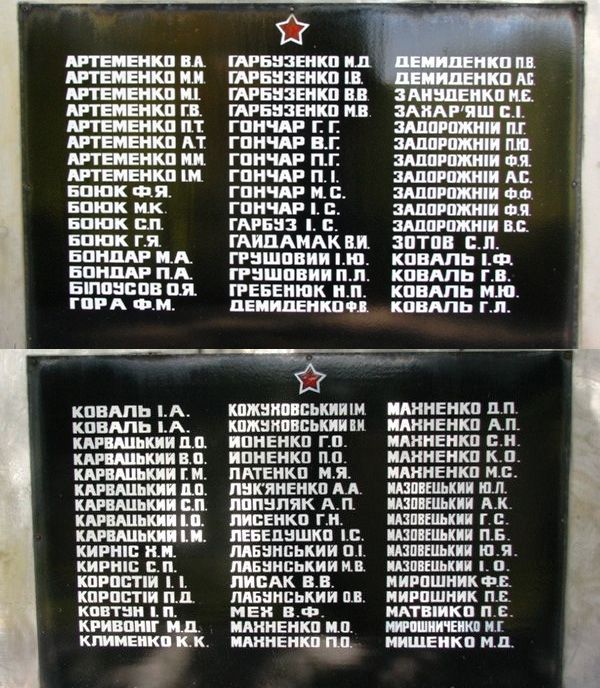 АРТЕМЕНКО В.А.
АРТЕМЕНКО М.М.
АРТЕМЕНКО М.І.
АРТЕМЕНКО Г.В.
АРТЕМЕНКО П.Т.
АРТЕМЕНКО А.Т.
АРТЕМЕНКО М.М.
АРТЕМЕНКО І.М.
БОЮК Ф.Я.
БОЮК М.К.
БОЮК С.П.
БОЮК Г.Я.
БОНДАР М.А.
БОНДАР П.А.
БІЛОУСОВ О.Я.
ГОРА Ф.М.
ГАРБУЗЕНКО М.Д
ГАРБУЗЕНКО І.В.
ГАРБУЗЕНКО В.В.
ГАРБУЗЕНКО М.В
ГОНЧАР Г. Г.
ГОНЧАР В.Г.
ГОНЧАР П.Г.
ГОНЧАР П. І.
ГОНЧАР М. С.
ГОНЧАР І. С.
ГАРБУЗ І. С.
ГАЙДАМАК В.И.
ГРУШОВИЙ І.Ю.
ГРУШОВИЙ П.Л.
ГРЕБЕНЮК Н.П.
ДЕМИДЕНКО Ф.В.
ДЕМИДЕНКО П.В.
ДЕМИДЕНКО А.С.
ЗАНУДЕНКО М.Є.
ЗАХАР'ЯШ С.І.
ЗАДОРОЖНІЙ П.Г.
ЗАДОРОЖНІЙ П.Ю.
ЗАДОРОЖНІЙ Ф.Я.
ЗАДОРОЖНІЙ А.С.
ЗАДОРОЖНІЙ Ф.Ф.
ЗАДОРОЖНІЙ Ф.Я.
ЗАДОРОЖНІЙ В.С.
ЗОТОВ С.Л.
КОВАЛЬ І.Ф.
КОВАЛЬ Г.В.
КОВАЛЬ М.Ю.
КОВАЛЬ Г.Л.
КОВАЛЬ І.А.
КОВАЛЬ І.А.
КАРВАЦЬКИЙ Д.О.
КАРВАЦЬКИЙ В.О.
КАРВАЦЬКИЙ Г.М.
КАРВАЦЬКИЙ Д.О.
КАРВАЦЬКИЙ С.П.
КАРВАЦЬКИЙ І.О.
КАРВАЦЬКИЙ І.М.
КИРНІС Х.М.
КИРНІС С.П.
КОРОСТІЙ І. І.
КОРОСТІЙ П.Д.
КОВТУН І.П.
КРИВОНІГ М.Д.
КЛИМЕНКО К.К.
КОЖУХОВСЬКИЙ І.М.
КОЖУХОВСЬКИЙ В.И.
ЙОНЕНКО Г.О.
ЙОНЕНКО П.О.
ЛАТЕНКО М.Я.
ЛУК'ЯНЕНКО А.А.
ЛОПУЛЯК А.П.
ЛИСЕНКО Г.Н.
ЛЕБЕДУШКО І.С.
ЛАБУНСЬКИЙ О.І.
ЛАБУНСЬКИЙ М.В.
ЛИСАК В.В.
ЛАБУНСЬКИЙ О.В.
МЕХ В.Ф.
МАХНЕНКО М.О.
МАХНЕНКО П.О.
МАХНЕНКО Д.П.
МАХНЕНКО А.П.
МАХНЕНКО С.Н.
МАХНЕНКО К.О.
МАХНЕНКО М.С.
МАЗОВЕЦЬКИЙ Ю.Л.
МАЗОВЕЦЬКИЙ А.К.
МАЗОВЕЦЬКИЙ Г.С.
МАЗОВЕЦЬКИЙ П.Б.
МАЗОВЕЦЬКИЙ Ю.Я.
МАЗОВЕЦЬКИЙ І.О.
МИРОШНИК Ф.Є.
МИРОШНИК П.Є.
МАТВІЙКО П.Є.
МИРОШНИЧЕНКО М.Г.
МИЩЕНКО М.Д.